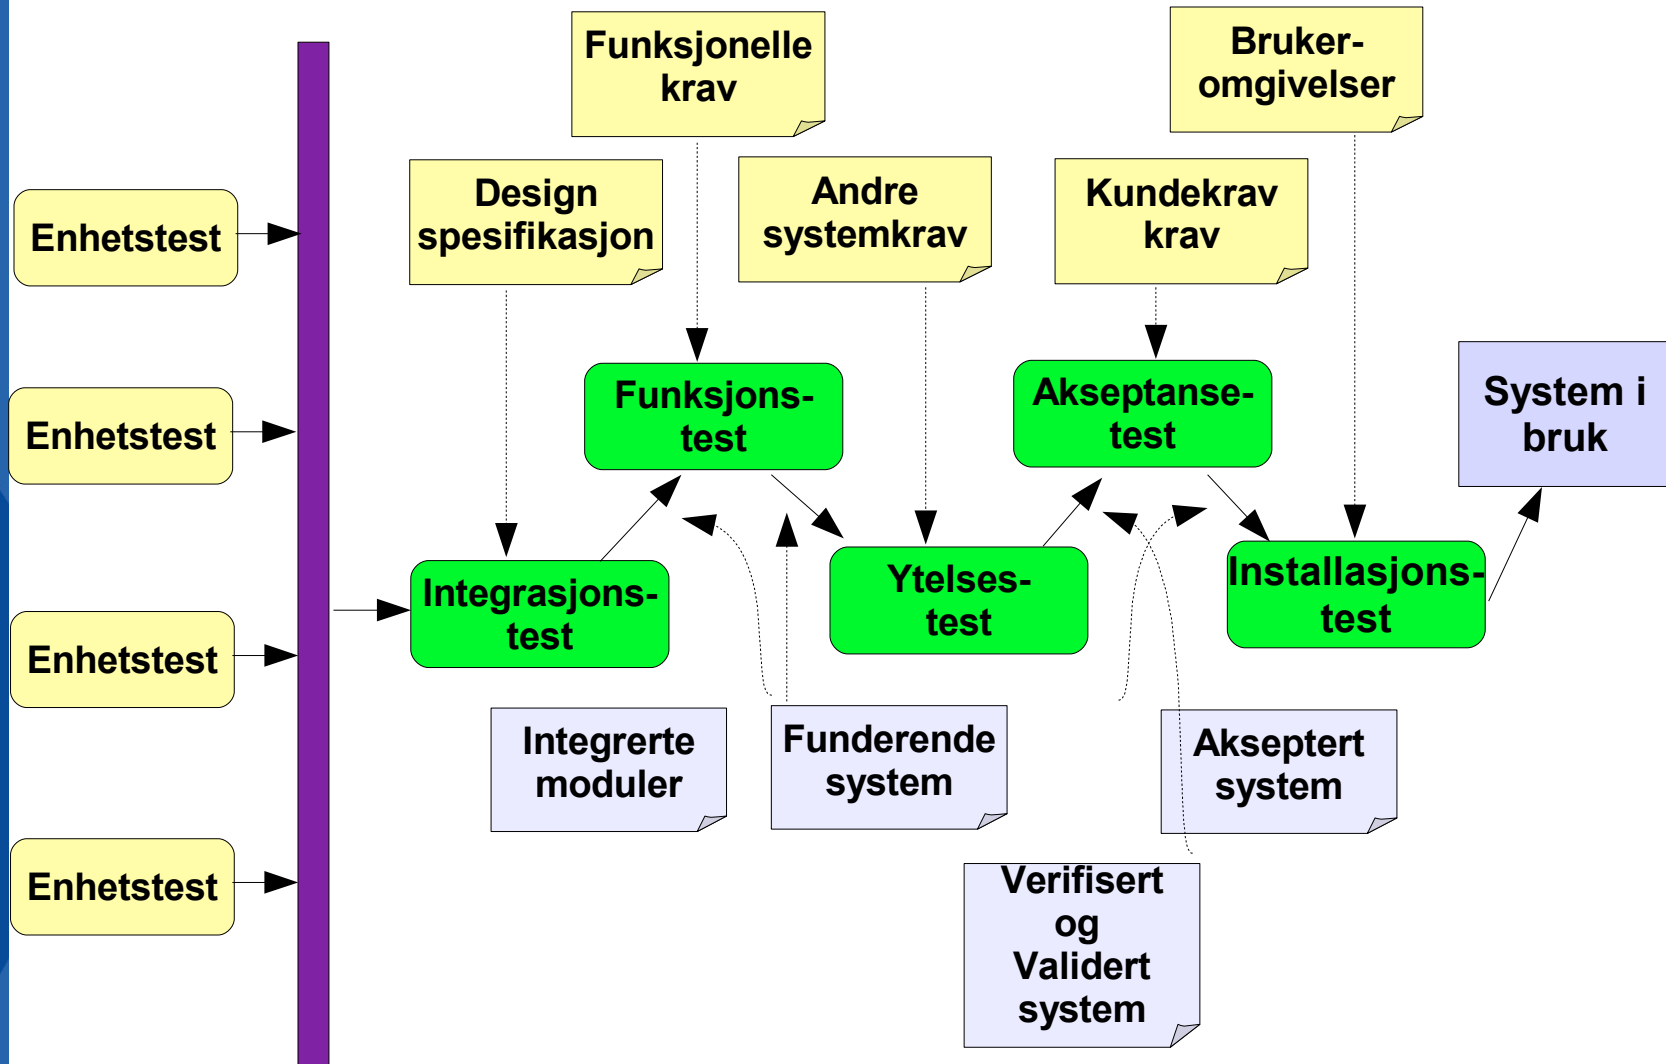 Funksjonelle
krav
Bruker-
omgivelser
Design
spesifikasjon
Andre
systemkrav
Kundekrav
krav
Enhetstest
Enhetstest
Enhetstest
Enhetstest
Funksjons-
test
Akseptanse-
test
System i
bruk
Integrasjons-
test
Ytelses-
test
Installasjons-
test
Integrerte
moduler
Funderende
system
Akseptert
system
Verifisert
og
Validert
system